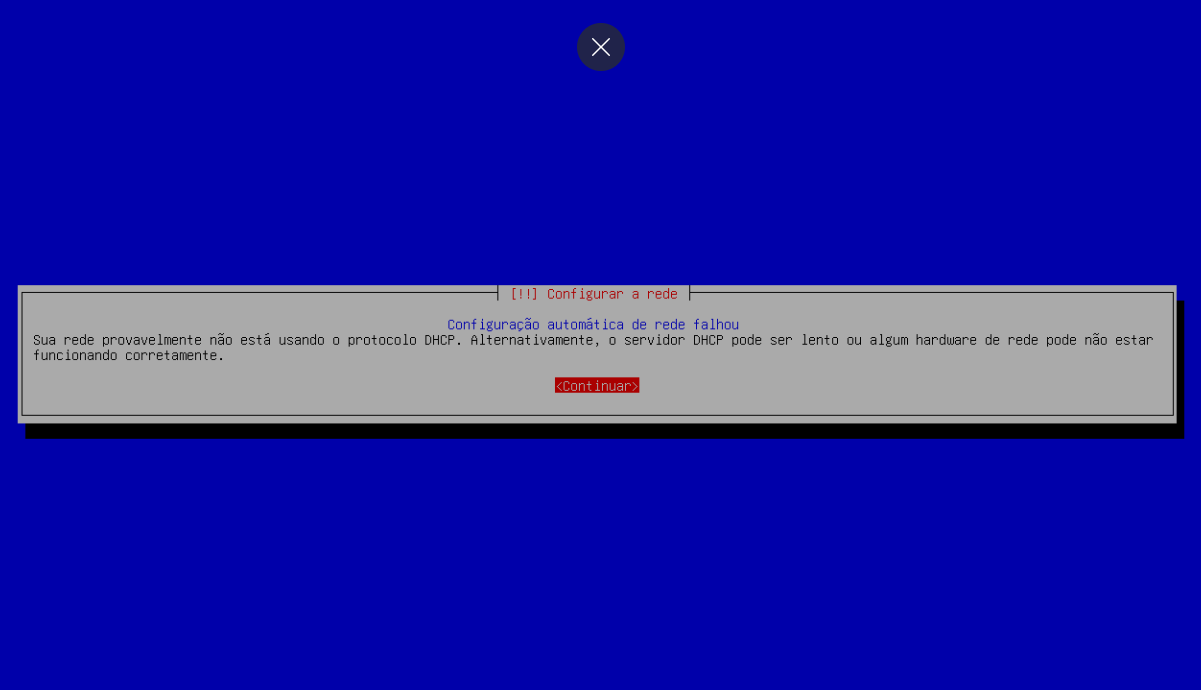 [!!] Configurar a rede
Configuração automática de rede falhou
Sua rede provavelmente não está usando o protocolo DHCP. Alternativamente, o servidor DHCP pode ser lento ou algum hardware de rede pode não estar
funcionando corretamente.
<Continuar>